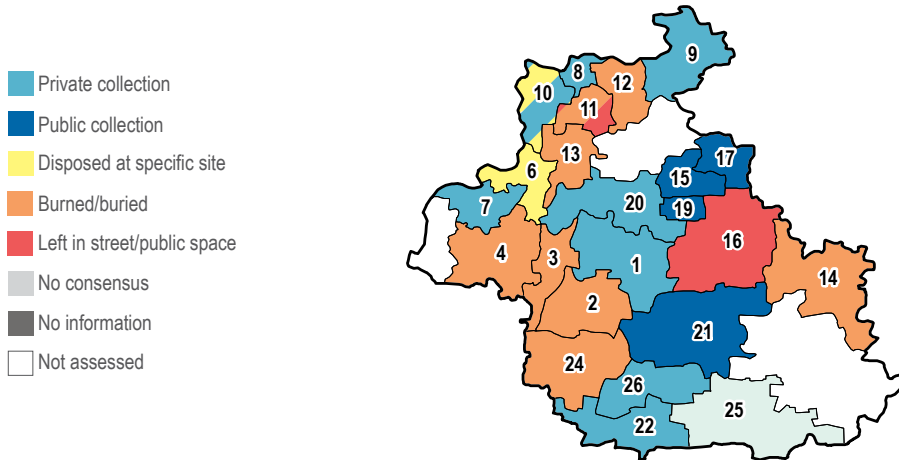 Private collection
Public collection
Disposed at specific site
Burned/buried
Left in street/public space
No consensus
No information
Not assessed
9
8
12
10
11
17
13
15
6
20
19
7
16
4
3
1
14
2
21
24
26
25
22